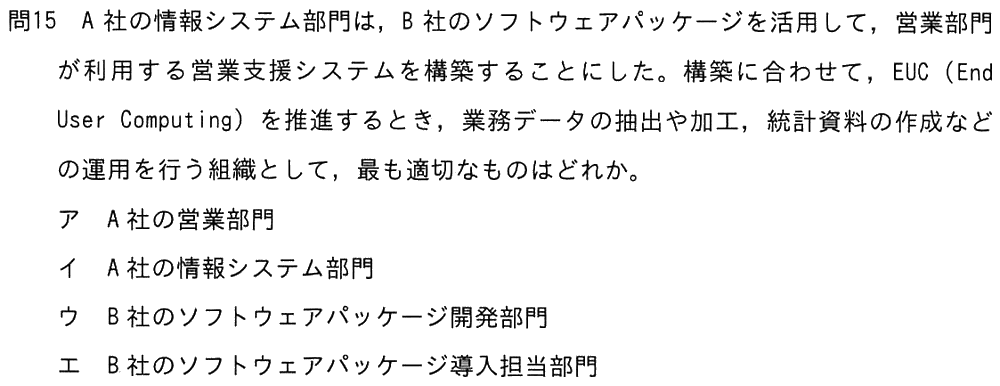 問15 A社の情報システム部門は，B社のソフトウェアパッケージを活用して，営業部門
が利用する営業支援システムを構築することにした。構築に合わせて，EUC（End
User Computing）を推進するとき，業務データの抽出や加工，統計資料の作成など
の運用を行う組織として，最も適切なものはどれか。
ア A社の営業部門
イ A社の情報システム部門
ウ B社のソフトウェアパッケージ開発部門
エ B社のソフトウェアパッケージ導入担当部門